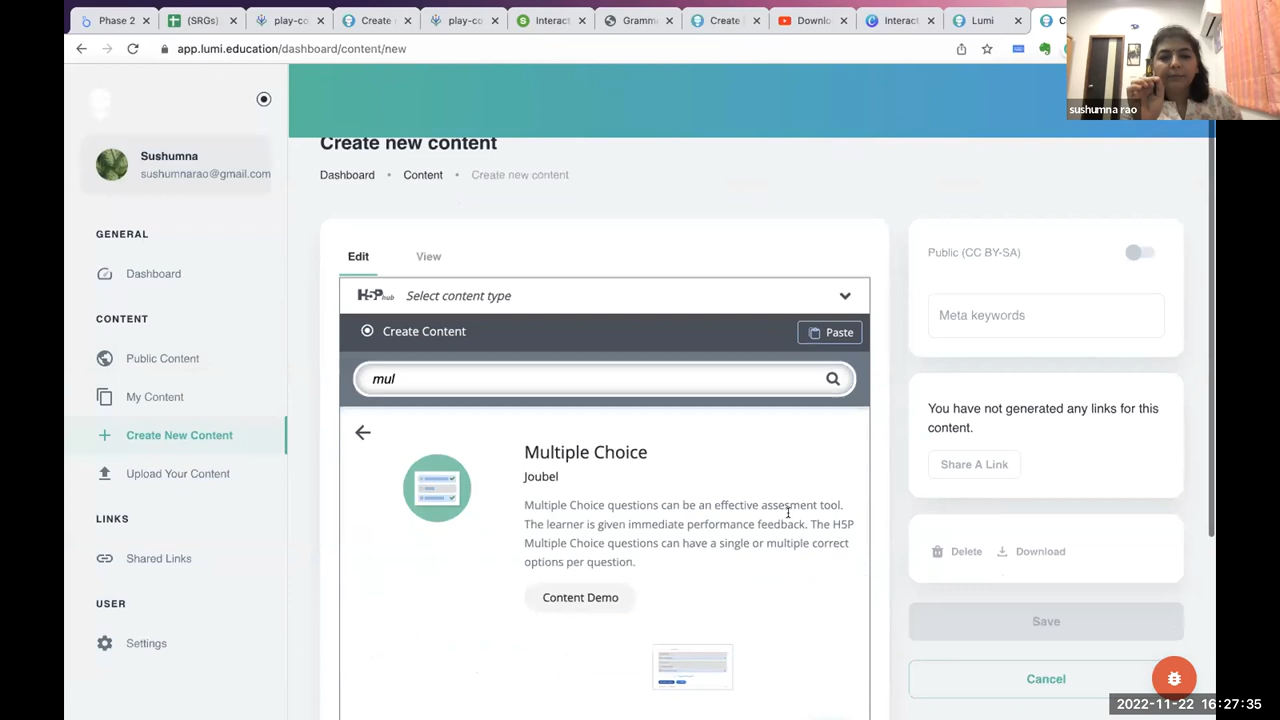 Phase 2
(SRGs)
play-co
Create
play-co
Interact
Gramm
Create
Downlo
Interac
Lumi
C
app.lumi.education/dashboard/content/new
sushumna rao
Sushumna
sushumnarao@gmail.com
GENERAL
Dashboard
CONTENT
Public Content
My Content
Create New Content
Upload Your Content
LINKS
Shared Links
USER
Settings
Create new content
Dashboard • Content • Create new content
Edit View
H5P hub Select content type
Create Content Paste
mul
Multiple Choice
Joubel
Multiple Choice questions can be an effective assesment tool.
The learner is given immediate performance feedback. The H5P
Multiple Choice questions can have a single or multiple correct
options per question.
Content Demo
Public (CC BY-SA)
Meta keywords
You have not generated any links for this
content.
Share A Link
Delete Download
Save
Cancel
2022-11-22 16:27:35